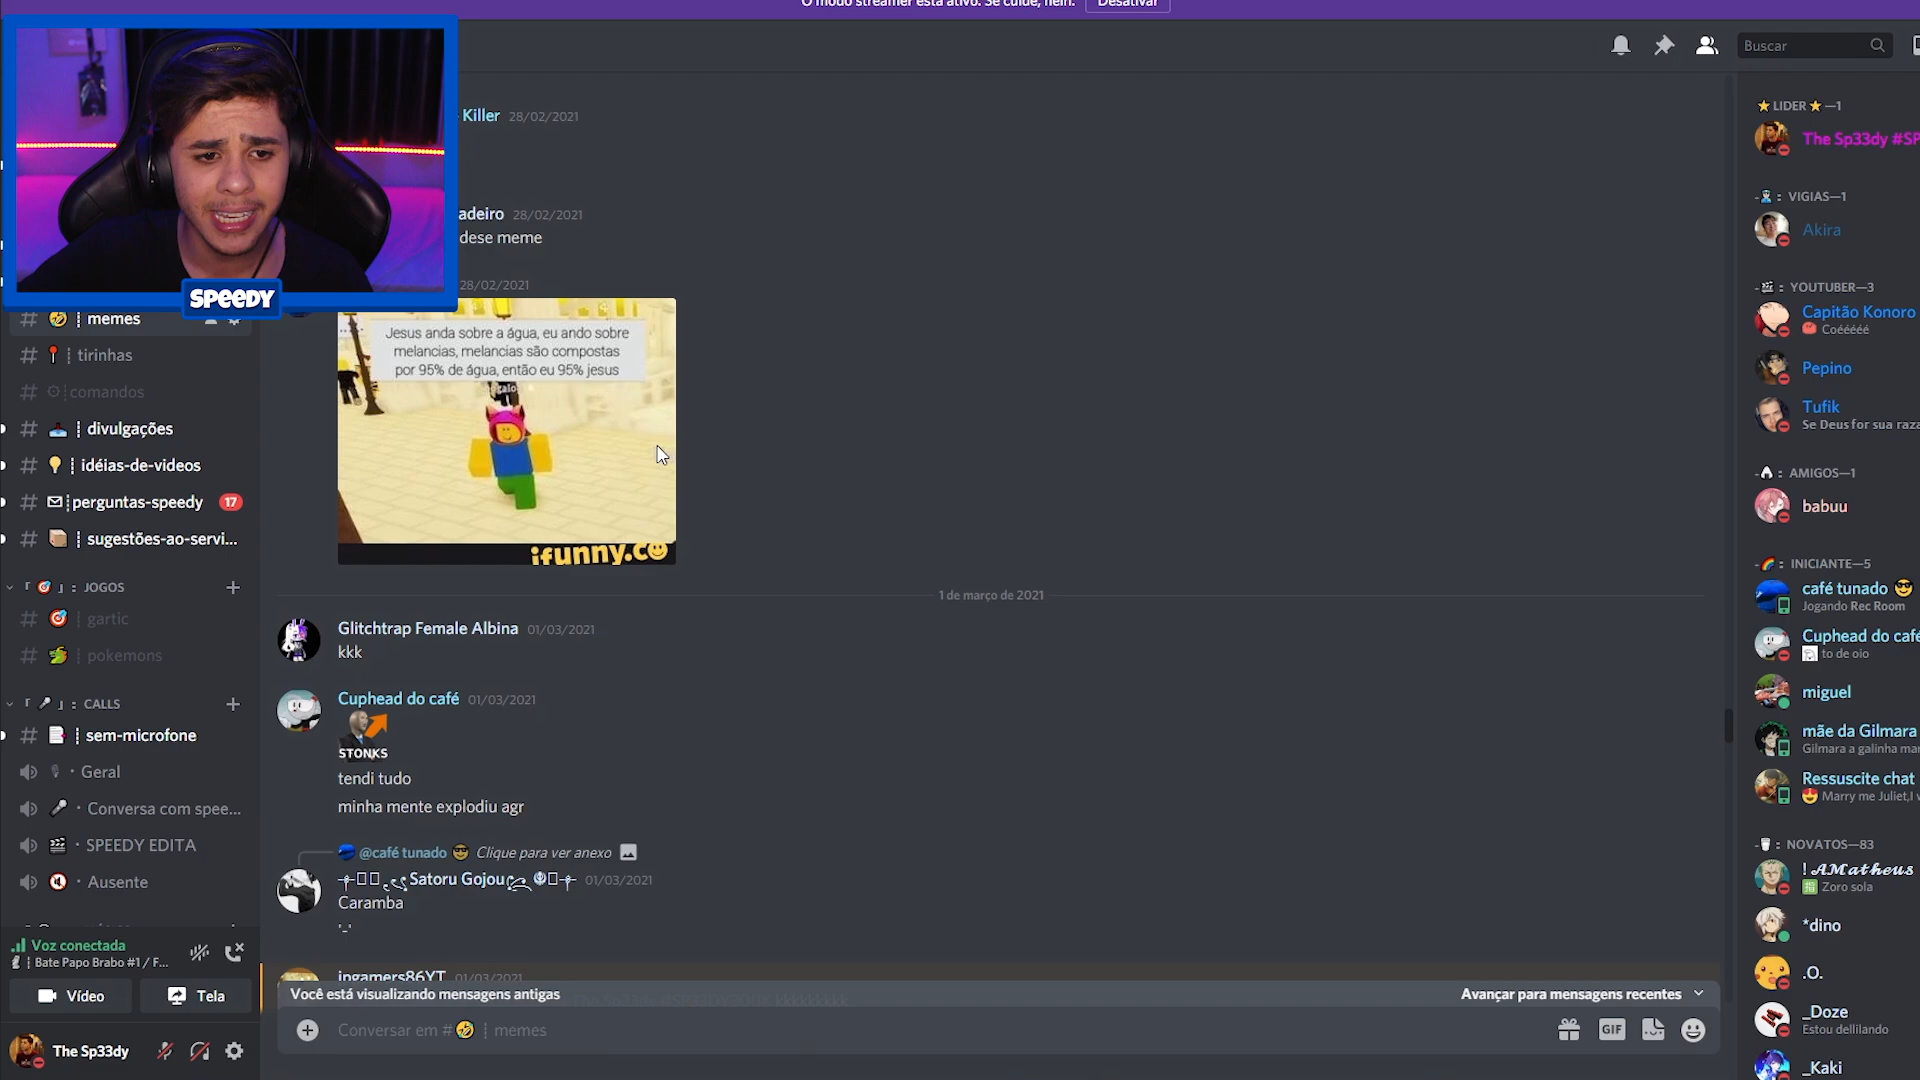 O modo streamer está ativo. Se cuide, hein.
Desativar
Buscar
SPEEDY
Killer 28/02/2021
adeiro 28/02/2021
dese meme
28/02/2021
Jesus anda sobre a água, eu ando sobre
melancias, melancias são compostas
por 95% de água, então eu 95% jesus
ifunny.co
1 de março de 2021
Glitchtrap Female Albina 01/03/2021
kkk
Cuphead do café 01/03/2021
STONKS
tendi tudo
minha mente explodiu agr
@café tunado 😎 Clique para ver anexo
Satoru Gojou 01/03/2021
Caramba
'-'
ingamers86YT 01/03/2021
Você está visualizando mensagens antigas
Avançar para mensagens recentes
Conversar em #🤣┊memes
GIF
# 🤣┊memes
# 📍┊tirinhas
# ⚙┊comandos
# 📥┊divulgações
# 💡┊idéias-de-videos
# ✉┊perguntas-speedy 17
# 📦┊sugestões-ao-servi...
「🎯」: JOGOS
# 🎯┊gartic
# 🐲┊pokemons
「🎤」: CALLS
# 📑┊sem-microfone
🎙・Geral
🎤・Conversa com spee...
🎬・SPEEDY EDITA
🔇・Ausente
Voz conectada
┊Bate Papo Brabo #1 / F...
Vídeo
Tela
The Sp33dy
⭐LIDER⭐—1
The Sp33dy #SP
VIGIAS—1
Akira
YOUTUBER—3
Capitão Konoro
Coééééé
Pepino
Tufik
Se Deus for sua raza
AMIGOS—1
babuu
INICIANTE—5
café tunado 😎
Jogando Rec Room
Cuphead do café
to de oio
miguel
mãe da Gilmara
Gilmara a galinha mar
Ressuscite chat
😍 Marry me Juliet,I v
NOVATOS—83
! 𝓐𝓜𝓪𝓽𝓱𝓮𝓾𝓼
Zoro sola
*dino
.O.
_Doze
Estou dellilando
_Kaki